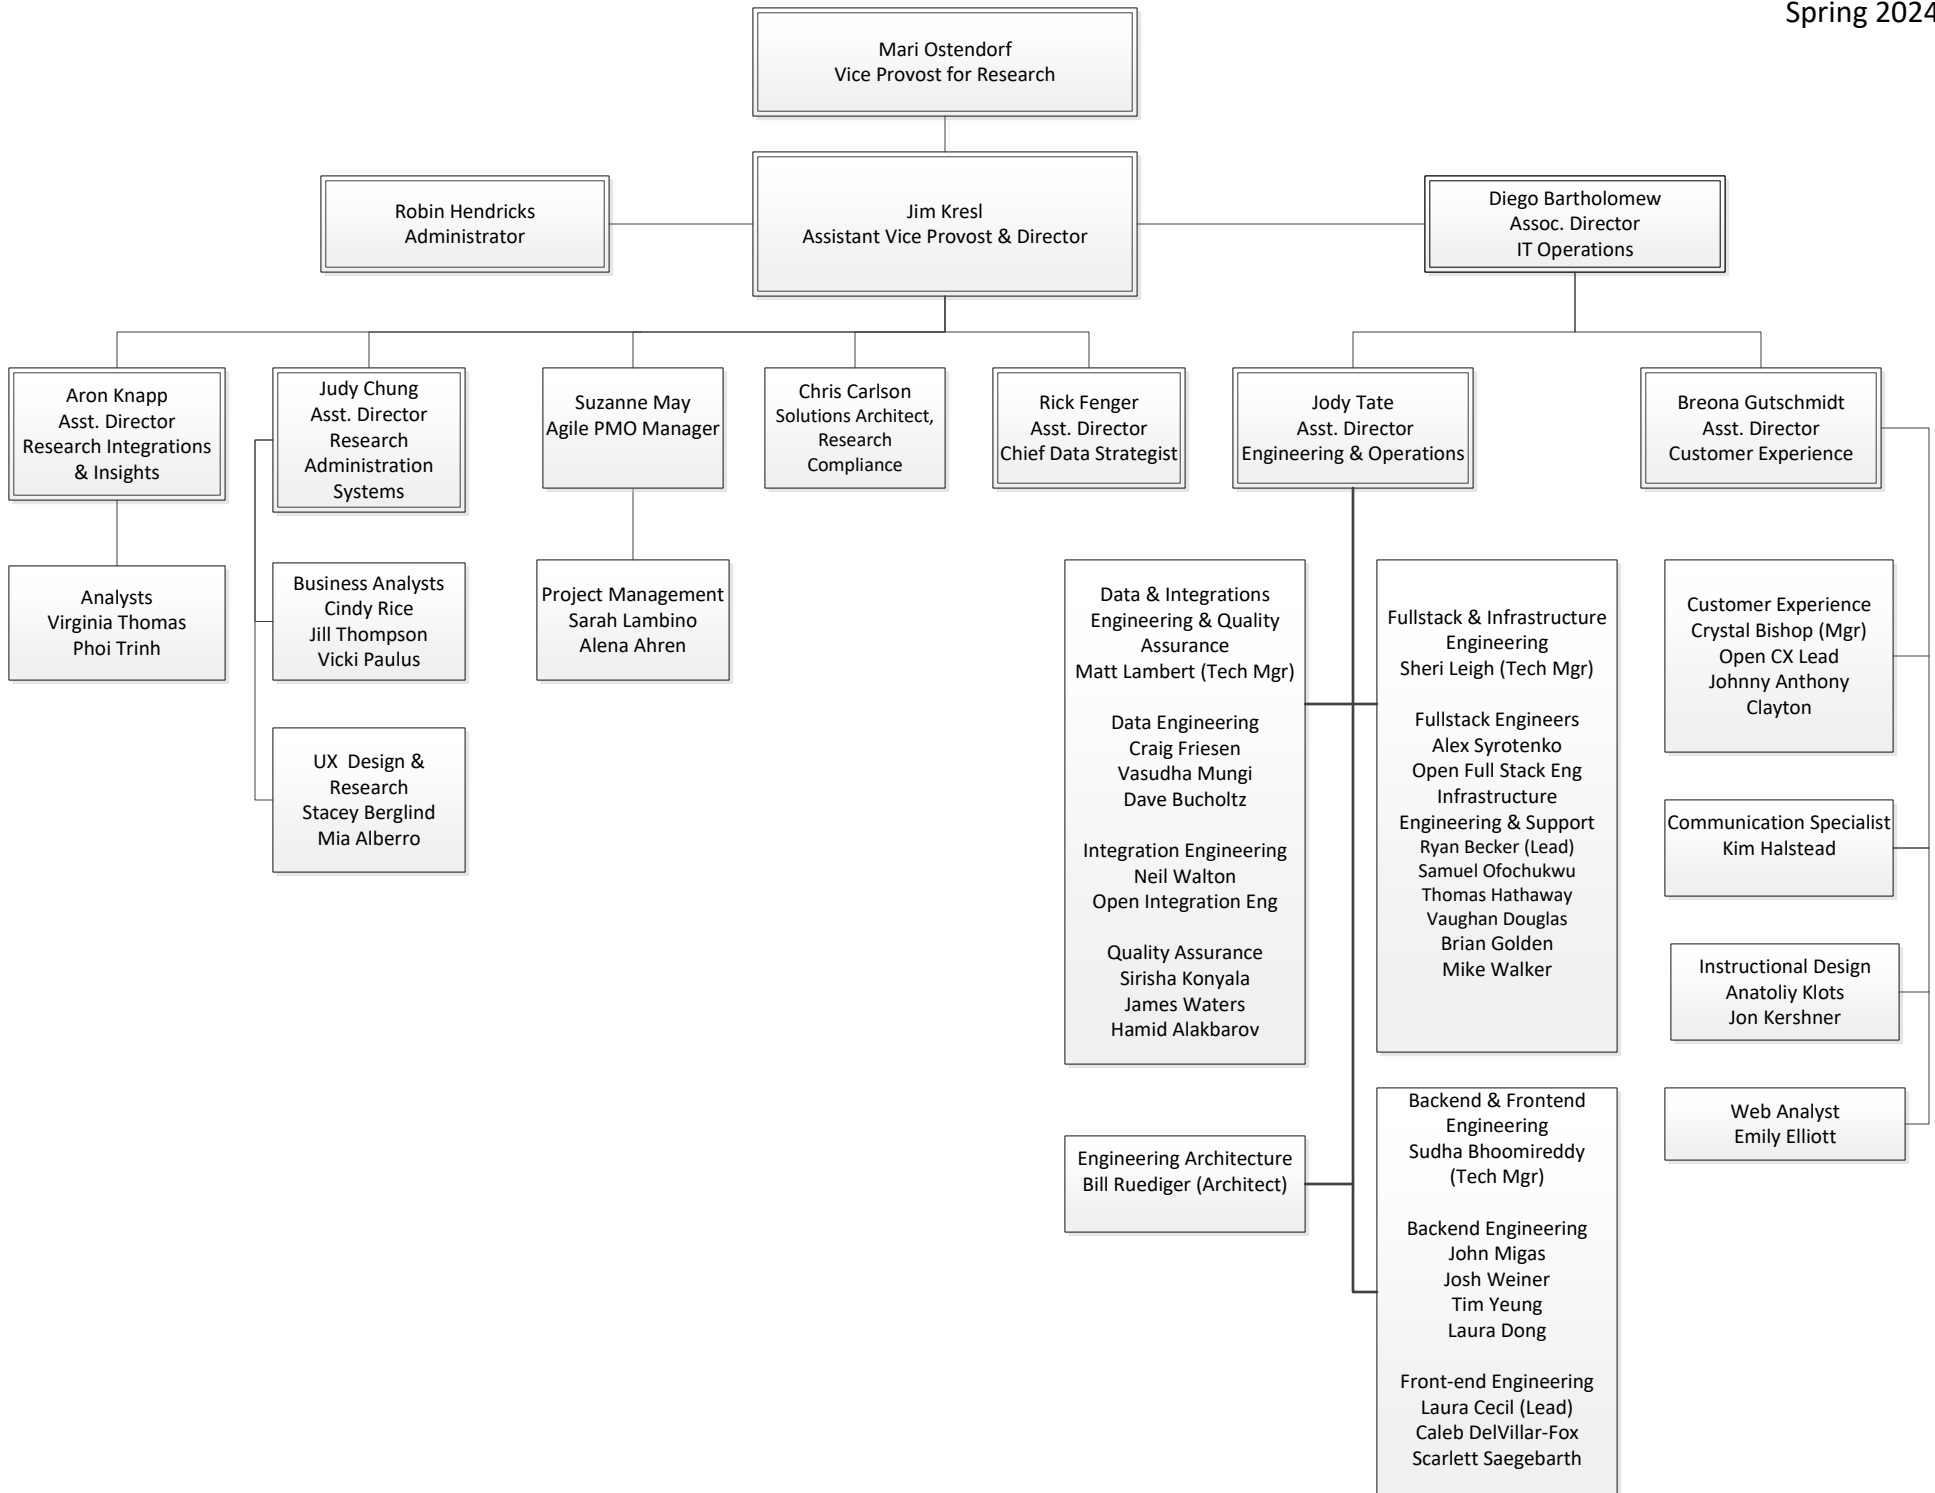 Spring 2024
Mari Ostendorf
Vice Provost for Research
Robin Hendricks
Administrator
Jim Kresl
Assistant Vice Provost & Director
Diego Bartholomew
Assoc. Director
IT Operations
Aron Knapp
Asst. Director
Research Integrations
& Insights
Judy Chung
Asst. Director
Research
Administration
Systems
Suzanne May
Agile PMO Manager
Chris Carlson
Solutions Architect,
Research
Compliance
Rick Fenger
Asst. Director
Chief Data Strategist
Jody Tate
Asst. Director
Engineering & Operations
Breona Gutschmidt
Asst. Director
Customer Experience
Analysts
Virginia Thomas
Phoi Trinh
Business Analysts
Cindy Rice
Jill Thompson
Vicki Paulus
UX  Design &
Research
Stacey Berglind
Mia Alberro
Project Management
Sarah Lambino
Alena Ahren
Data & Integrations
Engineering & Quality
Assurance
Matt Lambert (Tech Mgr)
Data Engineering
Craig Friesen
Vasudha Mungi
Dave Bucholtz
Integration Engineering
Neil Walton
Open Integration Eng
Quality Assurance
Sirisha Konyala
James Waters
Hamid Alakbarov
Fullstack & Infrastructure
Engineering
Sheri Leigh (Tech Mgr)
Fullstack Engineers
Alex Syrotenko
Open Full Stack Eng
Infrastructure
Engineering & Support
Ryan Becker (Lead)
Samuel Ofochukwu
Thomas Hathaway
Vaughan Douglas
Brian Golden
Mike Walker
Customer Experience
Crystal Bishop (Mgr)
Open CX Lead
Johnny Anthony
Clayton
Communication Specialist
Kim Halstead
Instructional Design
Anatoliy Klots
Jon Kershner
Web Analyst
Emily Elliott
Engineering Architecture
Bill Ruediger (Architect)
Backend & Frontend
Engineering
Sudha Bhoomireddy
(Tech Mgr)
Backend Engineering
John Migas
Josh Weiner
Tim Yeung
Laura Dong
Front-end Engineering
Laura Cecil (Lead)
Caleb DelVillar-Fox
Scarlett Saegebarth